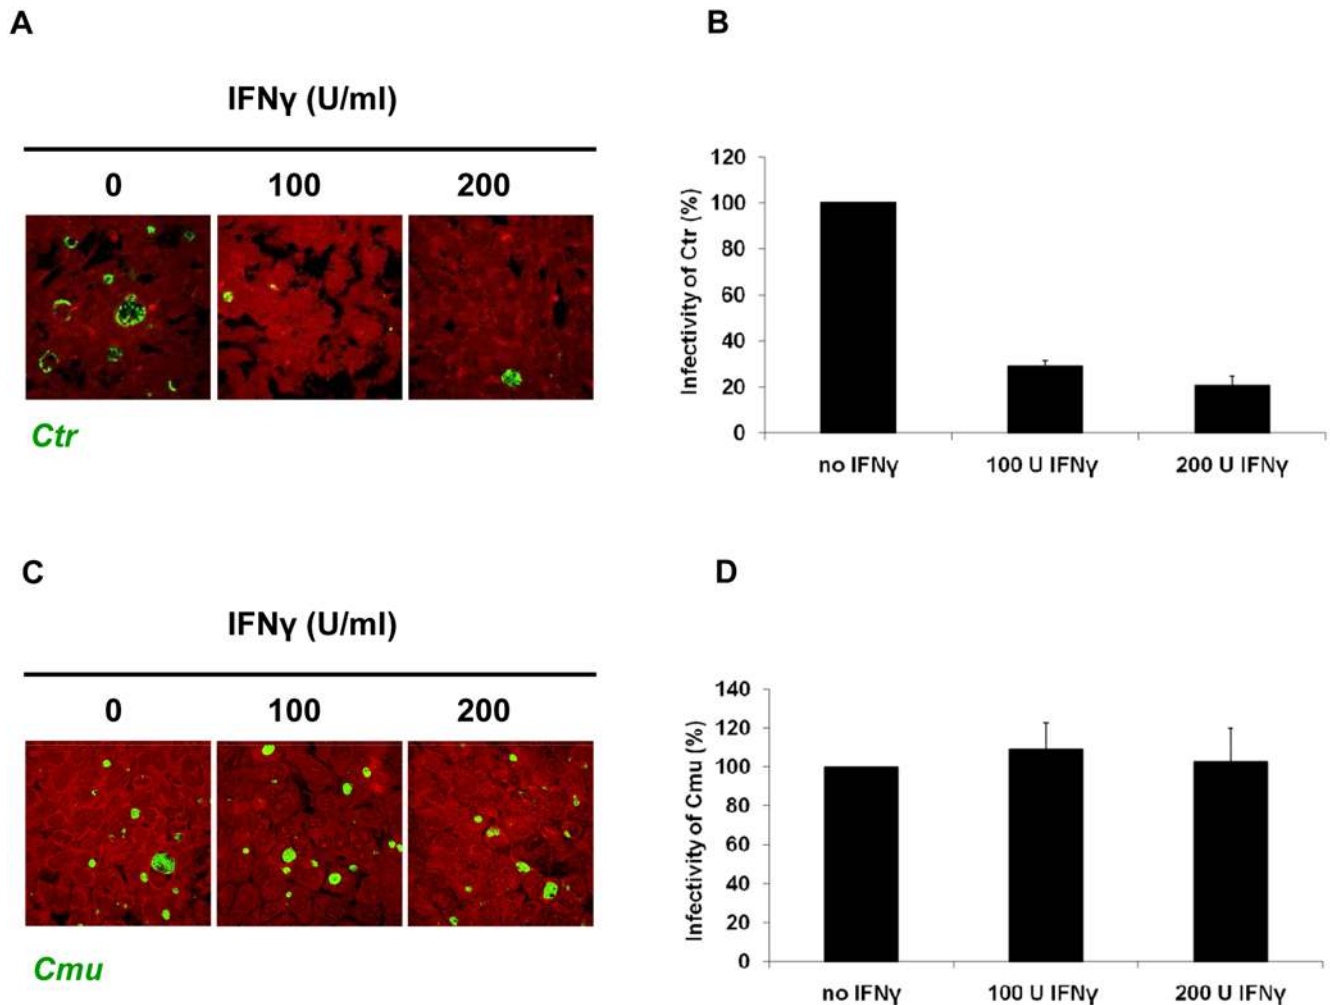 A
IFNγ (U/ml)
0 100 200
Ctr
B
120
100
80
60
40
20
0
Infectivity of Ctr (%)
no IFNγ 100 U IFNγ 200 U IFNγ
C
IFNγ (U/ml)
0 100 200
Cmu
D
140
120
100
80
60
40
20
0
Infectivity of Cmu (%)
no IFNγ 100 U IFNγ 200 U IFNγ